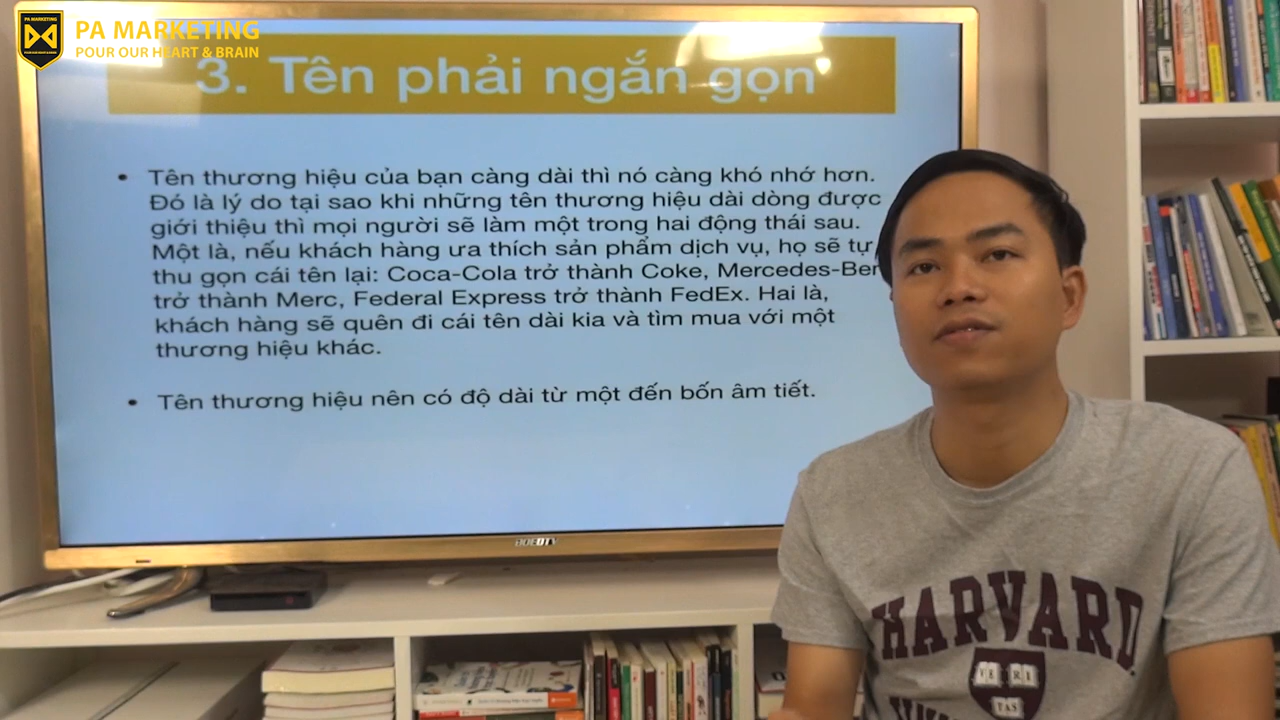 PA MARKETING
POUR OUR HEART & BRAIN
3. Tên phải ngắn gọn
• Tên thương hiệu của bạn càng dài thì nó càng khó nhớ hơn.
Đó là lý do tại sao khi những tên thương hiệu dài dòng được
giới thiệu thì mọi người sẽ làm một trong hai động thái sau.
Một là, nếu khách hàng ưa thích sản phẩm dịch vụ, họ sẽ tự
thu gọn cái tên lại: Coca-Cola trở thành Coke, Mercedes-Ben
trở thành Merc, Federal Express trở thành FedEx. Hai là,
khách hàng sẽ quên đi cái tên dài kia và tìm mua với một
thương hiệu khác.
• Tên thương hiệu nên có độ dài từ một đến bốn âm tiết.
HARVARD
VE RE
TAS